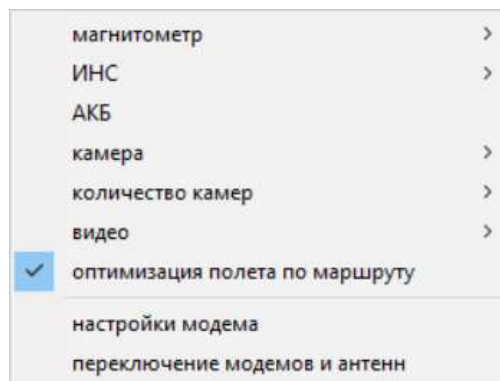 магнитометр
ИНС
АКБ
камера
количество камер
видео
оптимизация полета по маршруту
настройки модема
переключение модемов и антенн